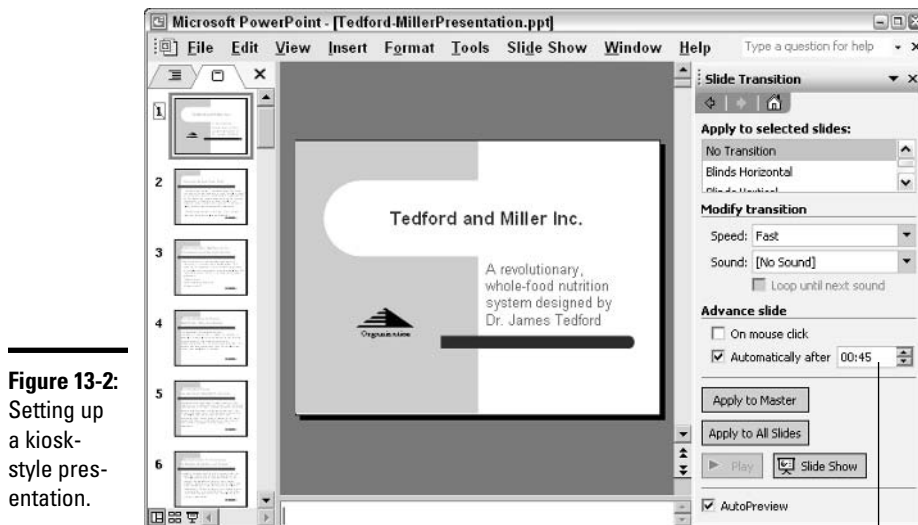 Microsoft PowerPoint - [Tedford-MillerPresentation.ppt]
File Edit View Insert Format Tools Slide Show Window Help Type a question for help
1
2
3
4
5
6
Tedford and Miller Inc.
A revolutionary,
whole-food nutrition
system designed by
Dr. James Tedford
Organization
Slide Transition
Apply to selected slides:
No Transition
Blinds Horizontal
Modify transition
Speed: Fast
Sound: [No Sound]
Loop until next sound
Advance slide
On mouse click
Automatically after 00:45
Apply to Master
Apply to All Slides
Play Slide Show
AutoPreview
Figure 13-2:
Setting up
a kiosk-
style pres-
entation.